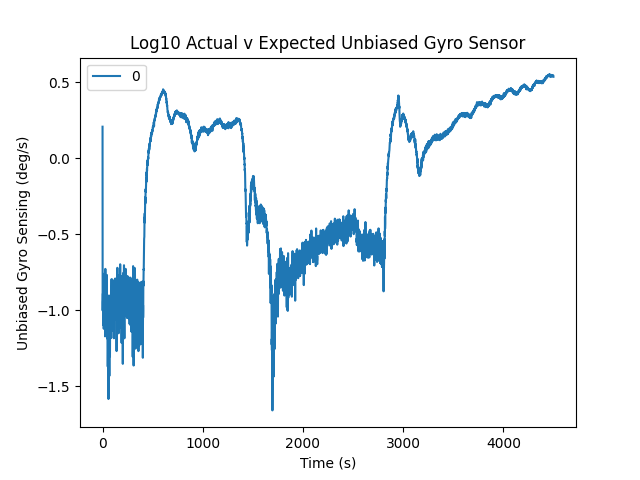 Log10 Actual v Expected Unbiased Gyro Sensor
0
Unbiased Gyro Sensing (deg/s)
0.5
0.0
−0.5
−1.0
−1.5
0 1000 2000 3000 4000
Time (s)